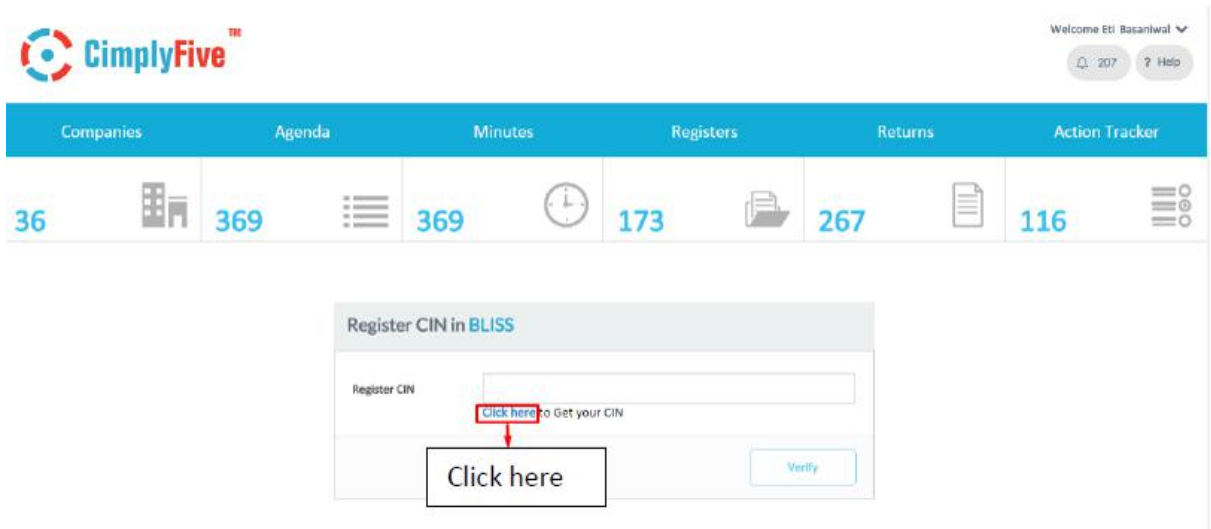 CimplyFive™
Welcome Eti Basaniwal
207 ? Help
Companies Agenda Minutes Registers Returns Action Tracker
36 369 369 173 267 116
Register CIN in BLISS
Register CIN
Click here to Get your CIN
Click here
Verify